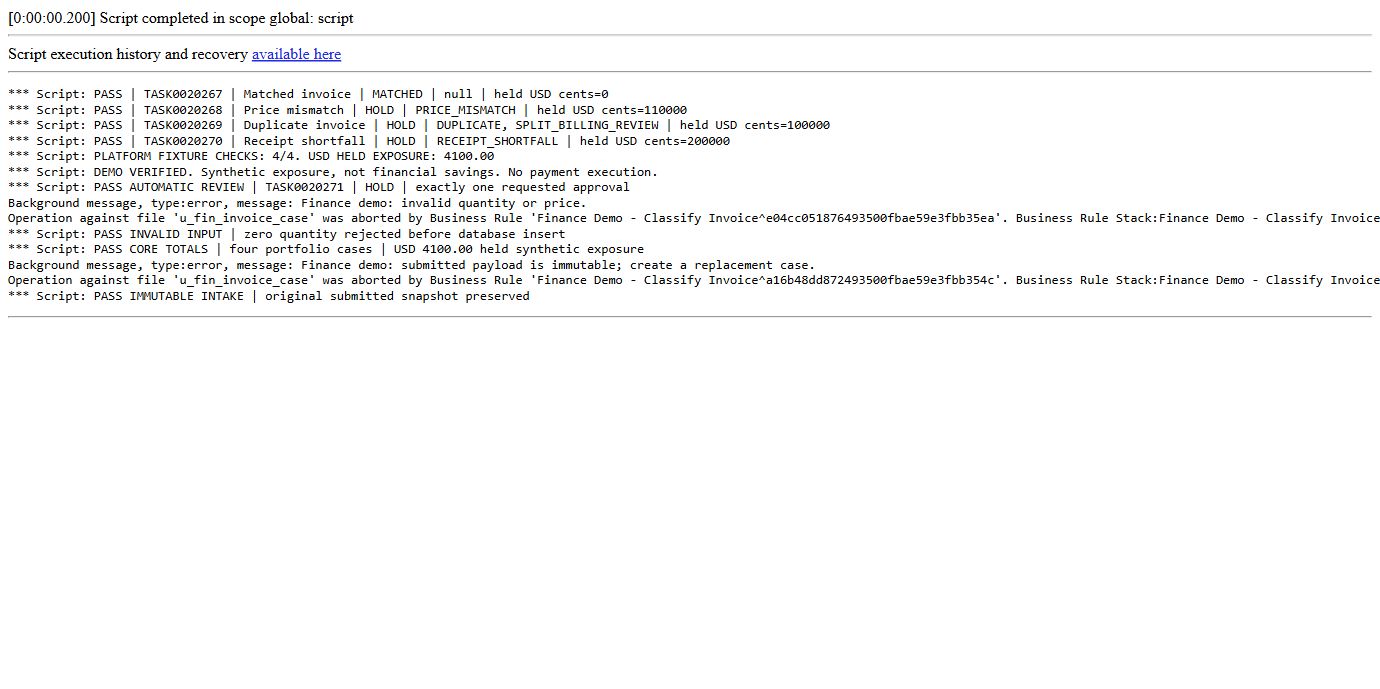 [0:00:00.200] Script completed in scope global: script
Script execution history and recovery available here
*** Script: PASS | TASK0020267 | Matched invoice | MATCHED | null | held USD cents=0
*** Script: PASS | TASK0020268 | Price mismatch | HOLD | PRICE_MISMATCH | held USD cents=110000
*** Script: PASS | TASK0020269 | Duplicate invoice | HOLD | DUPLICATE, SPLIT_BILLING_REVIEW | held USD cents=100000
*** Script: PASS | TASK0020270 | Receipt shortfall | HOLD | RECEIPT_SHORTFALL | held USD cents=200000
*** Script: PLATFORM FIXTURE CHECKS: 4/4. USD HELD EXPOSURE: 4100.00
*** Script: DEMO VERIFIED. Synthetic exposure, not financial savings. No payment execution.
*** Script: PASS AUTOMATIC REVIEW | TASK0020271 | HOLD | exactly one requested approval
Background message, type:error, message: Finance demo: invalid quantity or price.
Operation against file 'u_fin_invoice_case' was aborted by Business Rule 'Finance Demo - Classify Invoice^e04cc051876493500fbae59e3fbb35ea'. Business Rule Stack:Finance Demo - Classify Invoice
*** Script: PASS INVALID INPUT | zero quantity rejected before database insert
*** Script: PASS CORE TOTALS | four portfolio cases | USD 4100.00 held synthetic exposure
Background message, type:error, message: Finance demo: submitted payload is immutable; create a replacement case.
Operation against file 'u_fin_invoice_case' was aborted by Business Rule 'Finance Demo - Classify Invoice^a16b48dd872493500fbae59e3fbb354c'. Business Rule Stack:Finance Demo - Classify Invoice
*** Script: PASS IMMUTABLE INTAKE | original submitted snapshot preserved